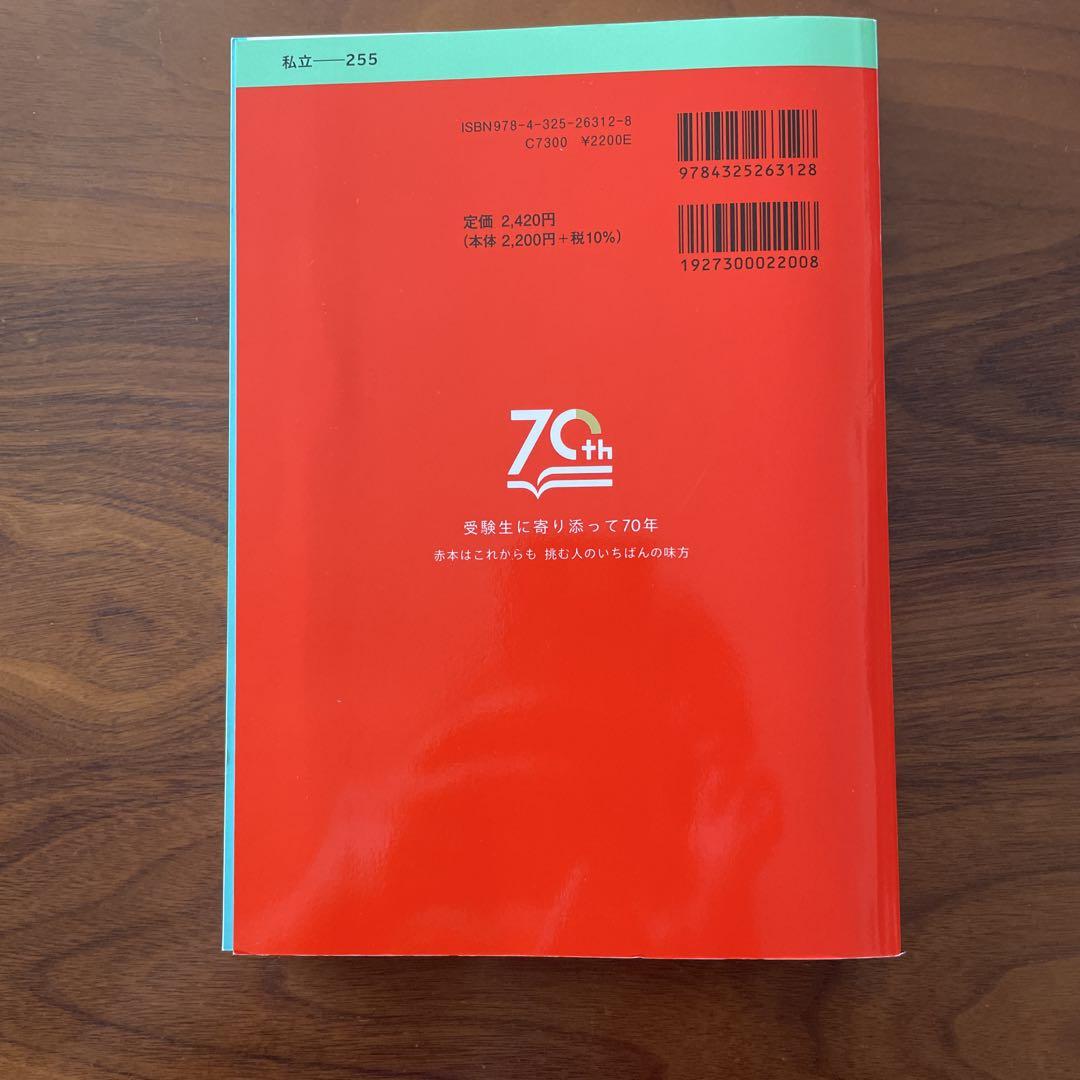 私立――255
ISBN978-4-325-26312-8
C7300 ¥2200E
9784325263128
定価 2,420円
(本体 2,200円+税10%)
1927300022008
70th
受験生に寄り添って70年
赤本はこれからも 挑む人のいちばんの味方